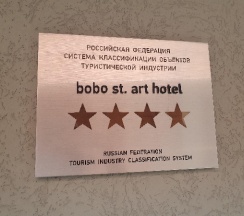 РОССИЙСКАЯ ФЕДЕРАЦИЯ
СИСТЕМА КЛАССИФИКАЦИИ ОБЪЕКТОВ
ТУРИСТИЧЕСКОЙ ИНДУСТРИИ
bobo st. art hotel
RUSSIAN FEDERATION
TOURISM INDUSTRY CLASSIFICATION SYSTEM